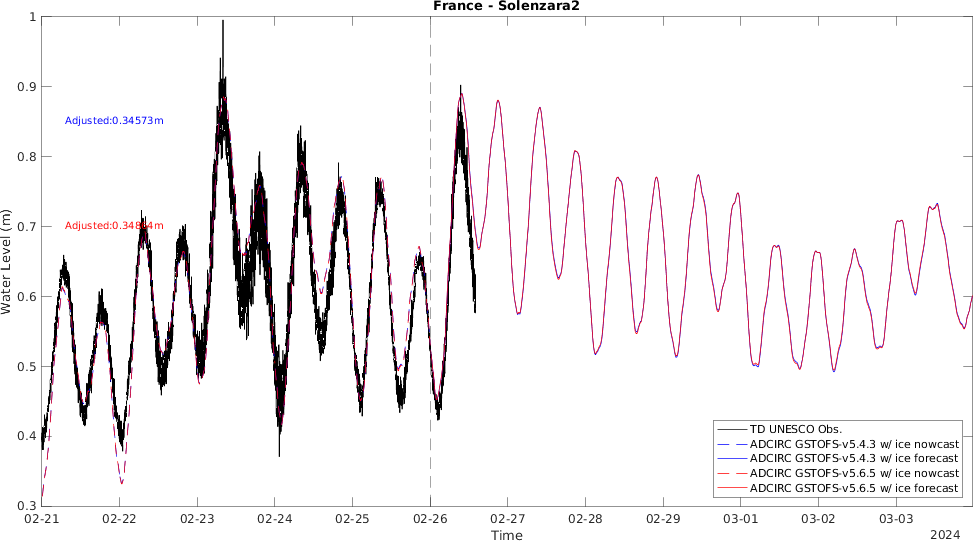 France - Solenzara2
1
0.9
0.8
0.7
0.6
0.5
0.4
0.3
Water Level (m)
Adjusted:0.34573m
TD UNESCO Obs.
ADCIRC GSTOFS-v5.4.3 w/ ice nowcast
ADCIRC GSTOFS-v5.4.3 w/ ice forecast
ADCIRC GSTOFS-v5.6.5 w/ ice nowcast
ADCIRC GSTOFS-v5.6.5 w/ ice forecast
02-21 02-22 02-23 02-24 02-25 02-26 02-27 02-28 02-29 03-01 03-02 03-03
Time
2024